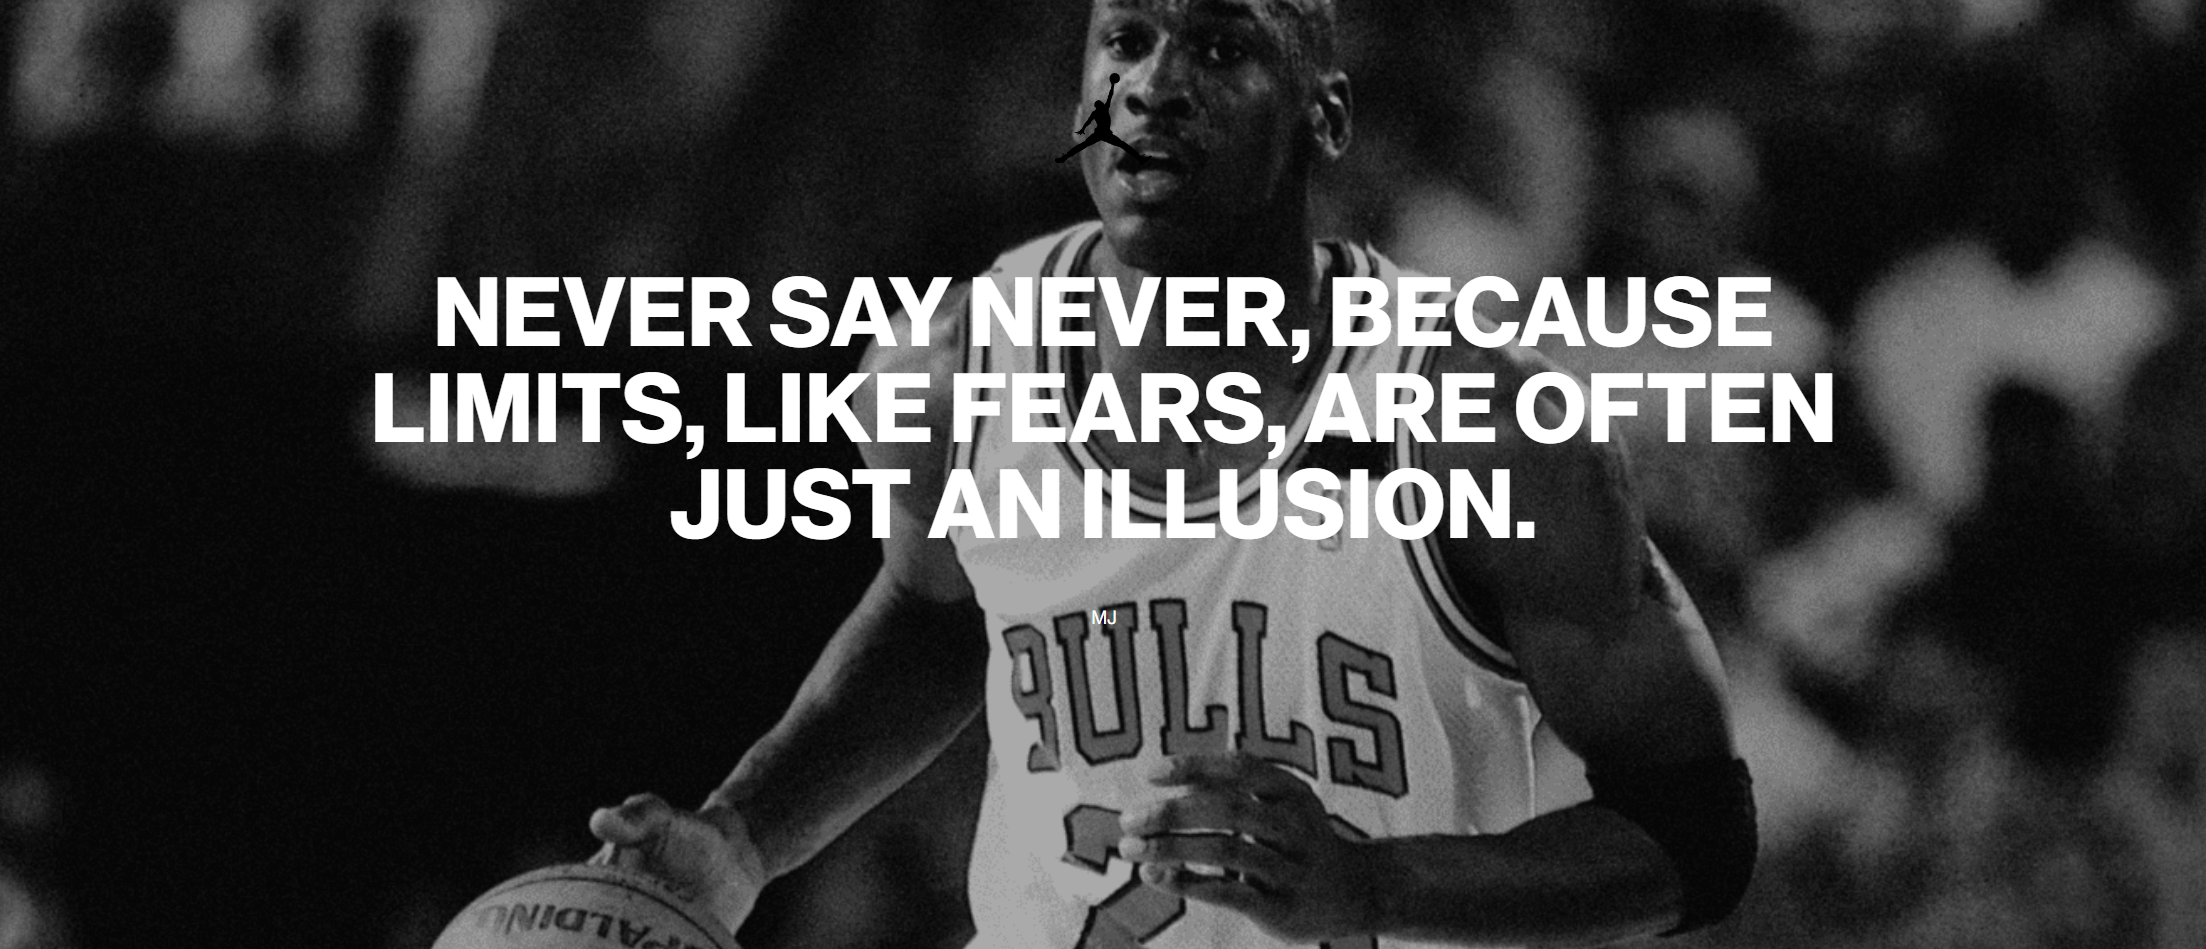 NEVER SAY NEVER, BECAUSE
LIMITS, LIKE FEARS, ARE OFTEN
JUST AN ILLUSION.
MJ
BULLS
SPALDING